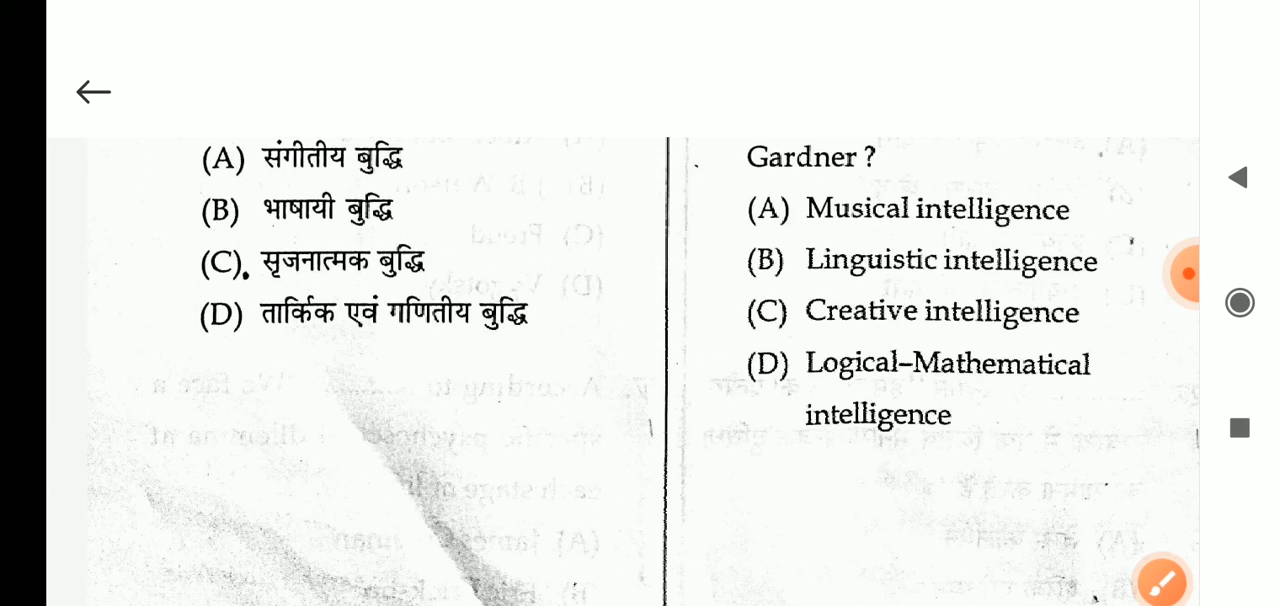 (A) संगीतीय बुद्धि
(B) भाषायी बुद्धि
(C) सृजनात्मक बुद्धि
(D) तार्किक एवं गणितीय बुद्धि
Gardner ?
(A) Musical intelligence
(B) Linguistic intelligence
(C) Creative intelligence
(D) Logical–Mathematical
intelligence